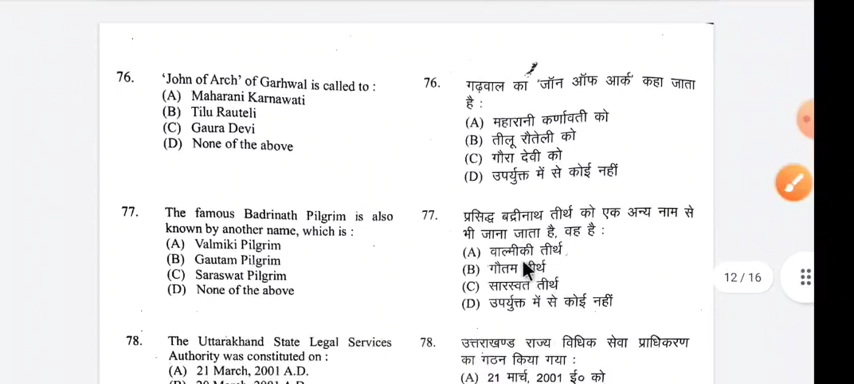 76. 'John of Arch' of Garhwal is called to :
(A) Maharani Karnawati
(B) Tilu Rauteli
(C) Gaura Devi
(D) None of the above
77. The famous Badrinath Pilgrim is also
known by another name, which is :
(A) Valmiki Pilgrim
(B) Gautam Pilgrim
(C) Saraswat Pilgrim
(D) None of the above
78. The Uttarakhand State Legal Services
Authority was constituted on :
(A) 21 March, 2001 A.D.
76. गढ़वाल का 'जॉन ऑफ आर्क' कहा जाता
है :
(A) महारानी कर्णावती को
(B) तीलू रौतेली को
(C) गौरा देवी को
(D) उपर्युक्त में से कोई नहीं
77. प्रसिद्ध बद्रीनाथ तीर्थ को एक अन्य नाम से
भी जाना जाता है, वह है :
(A) वाल्मीकी तीर्थ
(B) गौतम तीर्थ
(C) सारस्वत तीर्थ
(D) उपर्युक्त में से कोई नहीं
78. उत्तराखण्ड राज्य विधिक सेवा प्राधिकरण
का गठन किया गया :
(A) 21 मार्च, 2001 ई० को
12 / 16